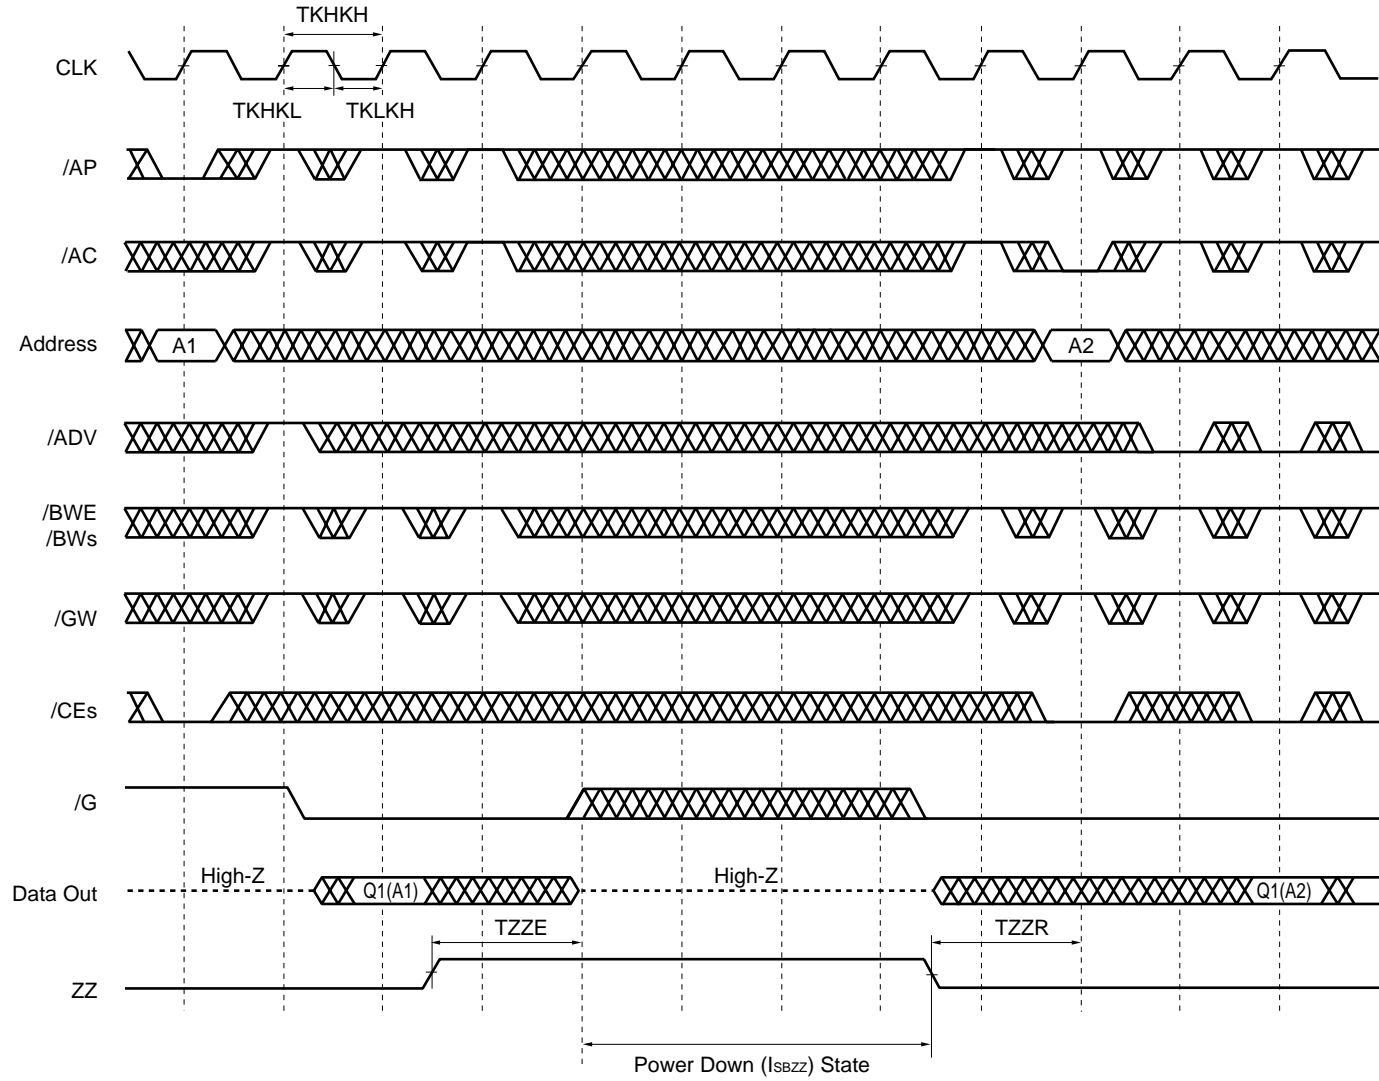 TKHKH
CLK
TKHKL TKLKH
/AP
/AC
Address A1 A2
/ADV
/BWE
/BWs
/GW
/CEs
/G
High-Z High-Z
Data Out Q1(A1) Q1(A2)
TZZE TZZR
ZZ
Power Down (ISBZZ) State